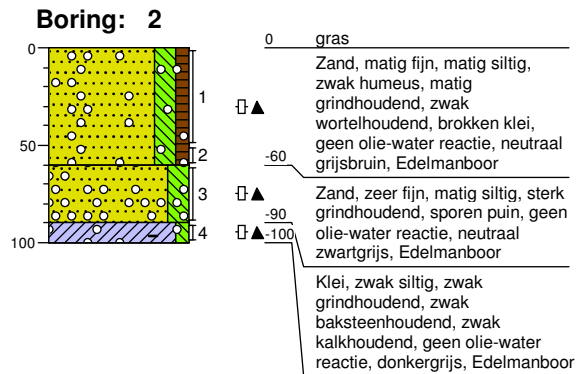 Boring: 2
0
50
100
1
2
3
4
0 gras
Zand, matig fijn, matig siltig,
zwak humeus, matig
grindhoudend, zwak
wortelhoudend, brokken klei,
geen olie-water reactie, neutraal
grijsbruin, Edelmanboor
-60
Zand, zeer fijn, matig siltig, sterk
grindhoudend, sporen puin, geen
olie-water reactie, neutraal
zwartgrijs, Edelmanboor
-90
-100
Klei, zwak siltig, zwak
grindhoudend, zwak
baksteenhoudend, zwak
kalkhoudend, geen olie-water
reactie, donkergrijs, Edelmanboor